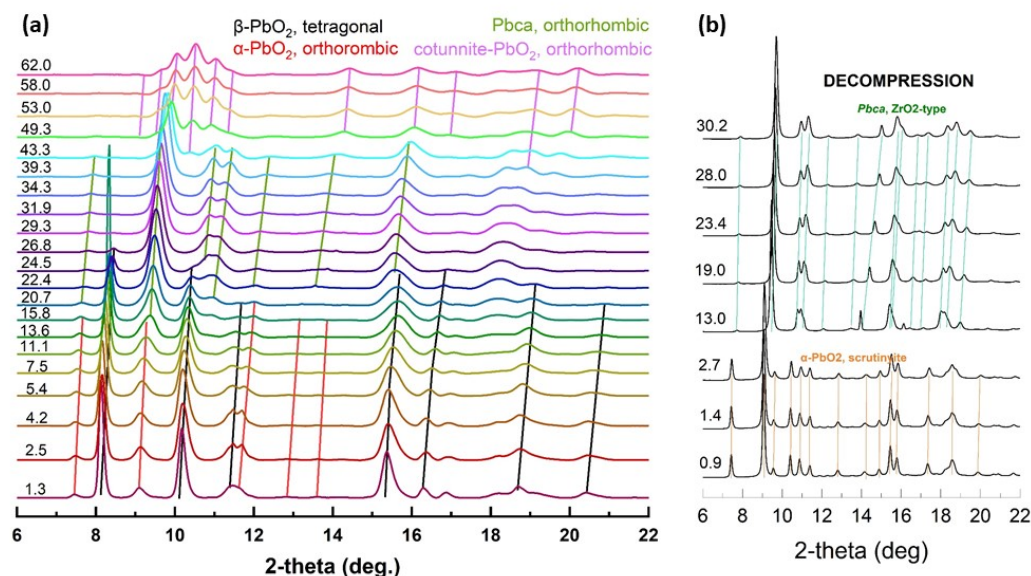 (a)
β-PbO₂, tetragonal
Pbca, orthorhombic
α-PbO₂, orthorombic
cotunnite-PbO₂, orthorhombic
62.0
58.0
53.0
49.3
43.3
39.3
34.3
31.9
29.3
26.8
24.5
22.4
20.7
15.8
13.6
11.1
7.5
5.4
4.2
2.5
1.3
6 8 10 12 14 16 18 20 22
2-theta (deg.)
(b)
DECOMPRESSION
Pbca, ZrO2-type
30.2
28.0
23.4
19.0
13.0
α-PbO2, scrutinyite
2.7
1.4
0.9
6 8 10 12 14 16 18 20 22
2-theta (deg)